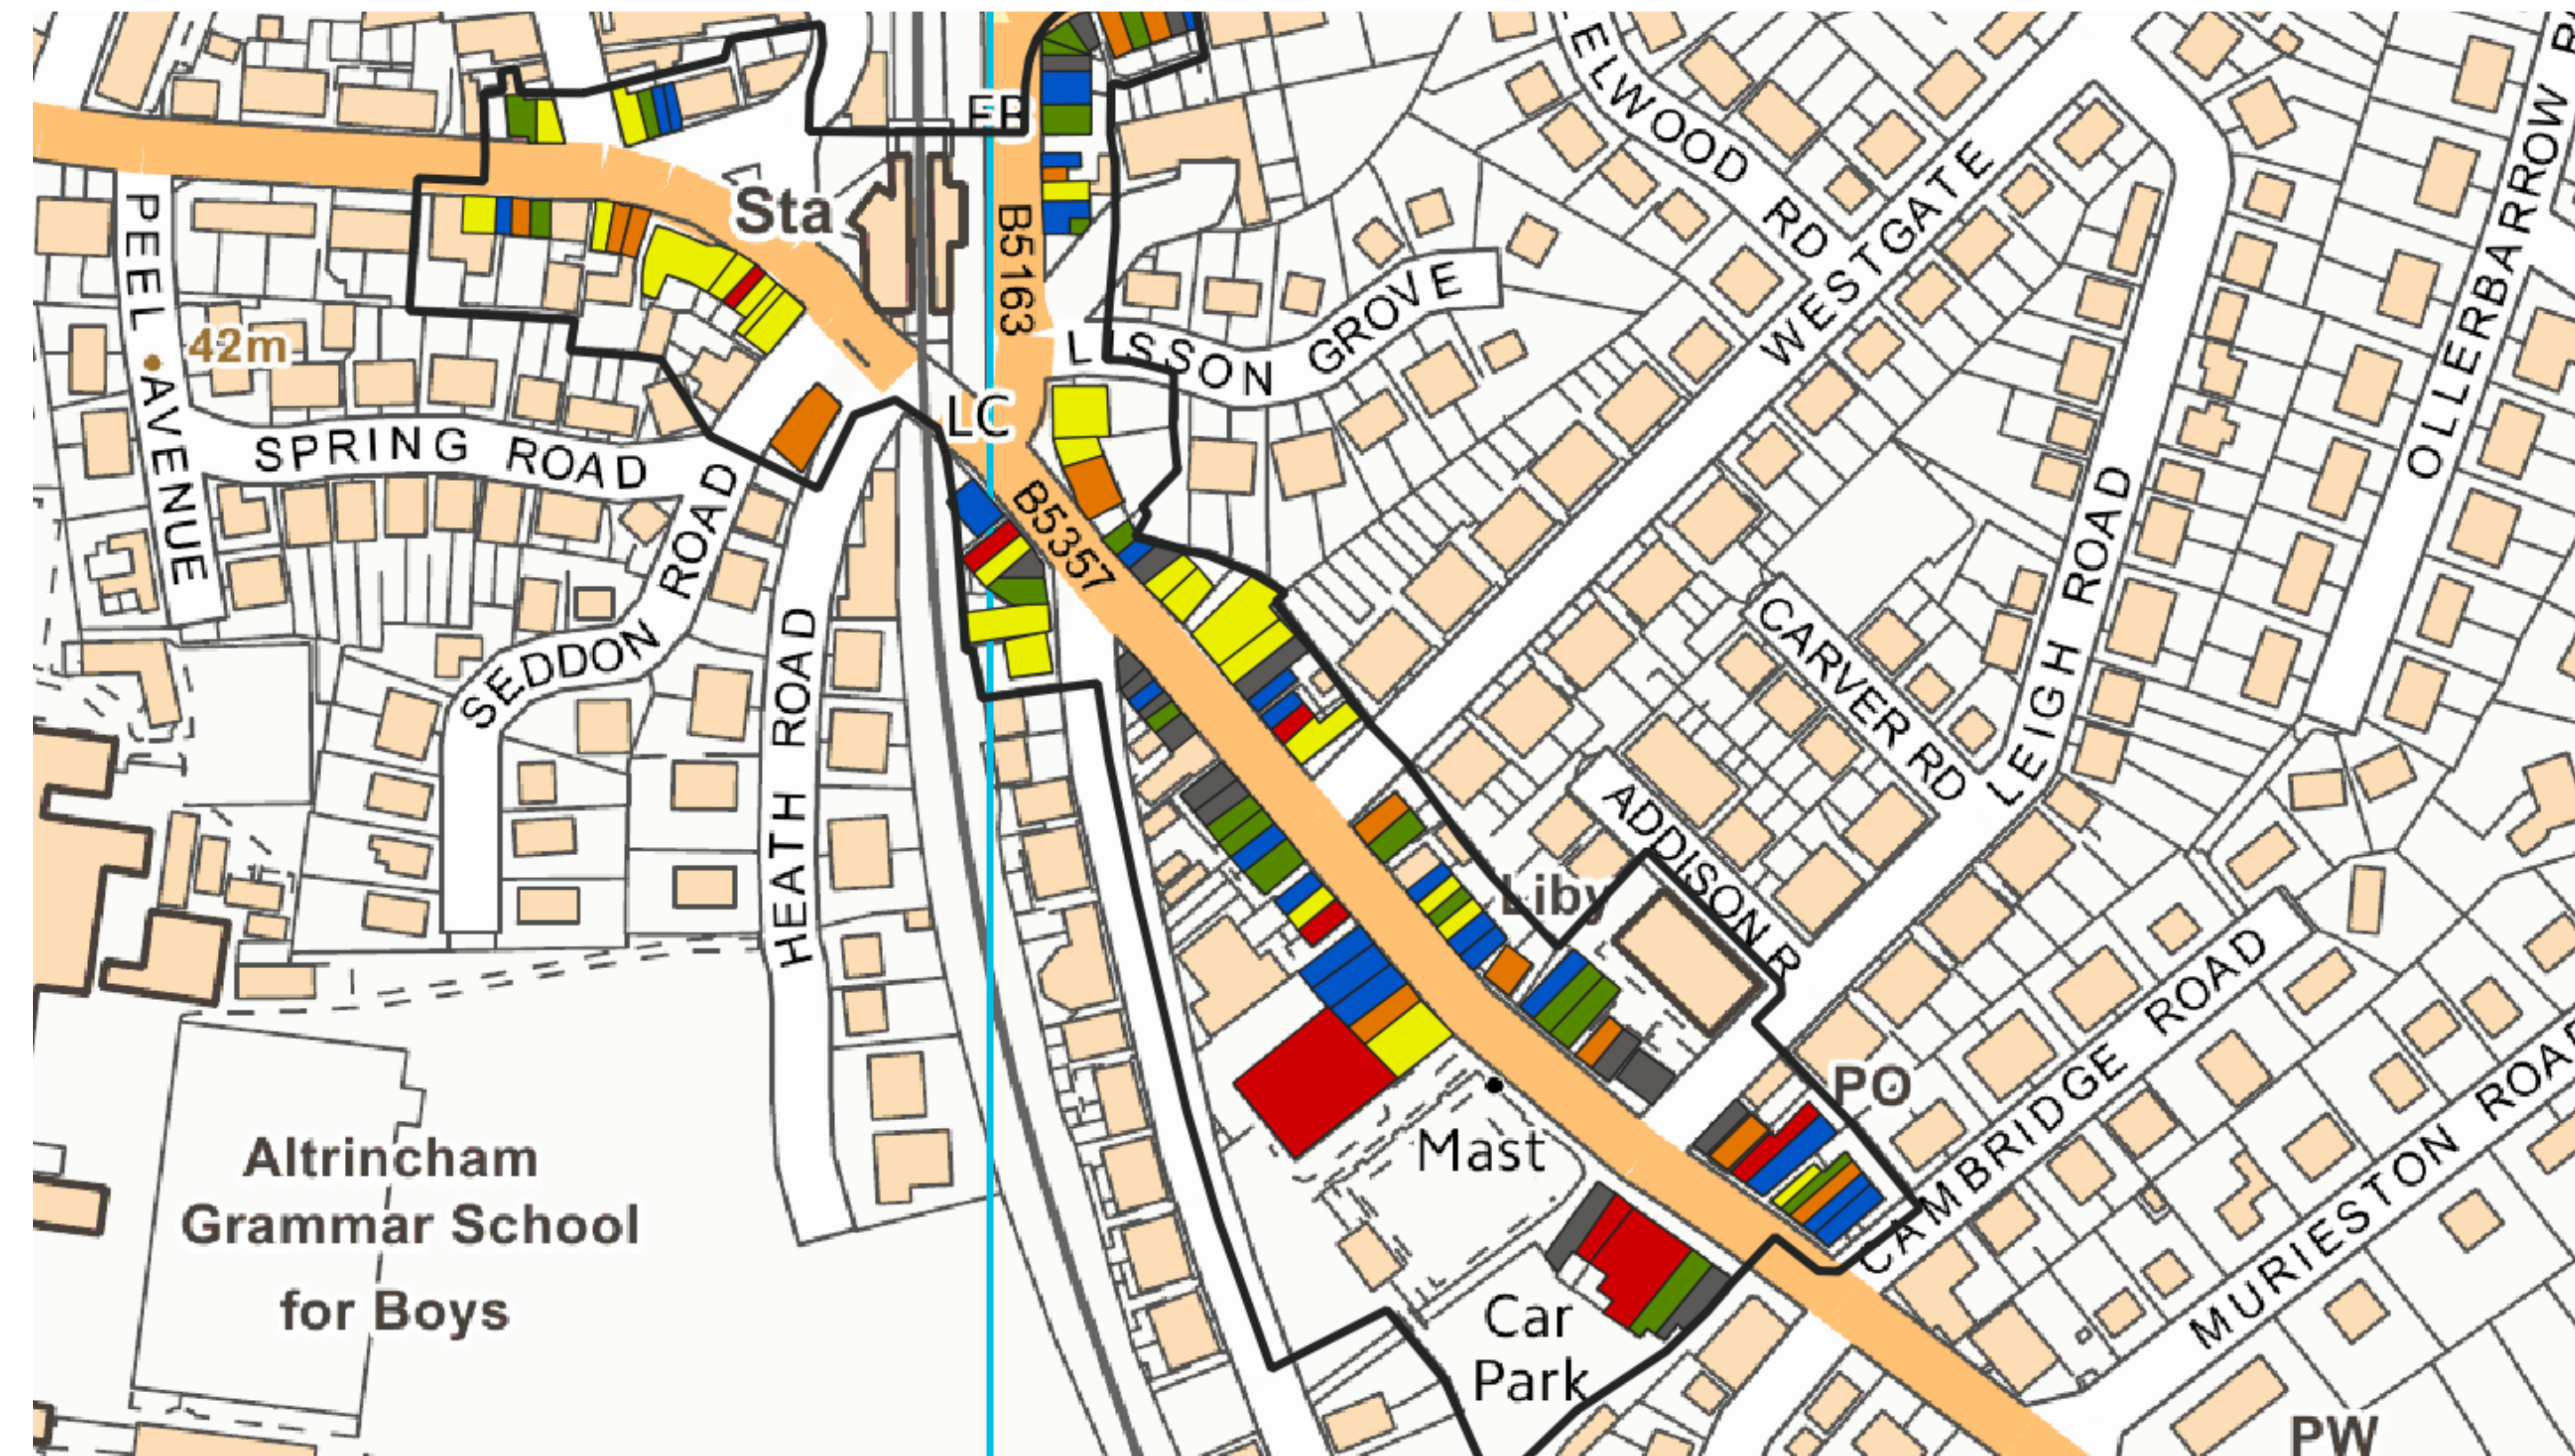 FB
ELWOOD RD
WESTGATE
OLLERBARROW
Sta
B5163
PEEL AVENUE
42m
LISSON GROVE
LC
SPRING ROAD
B5357
LEIGH ROAD
SEDDON ROAD
CARVER RD
HEATH ROAD
ADDISON R
Liby
CAMBRIDGE ROAD
PO
MURIESTON ROA
Mast
Altrincham
Grammar School
for Boys
Car
Park
PW